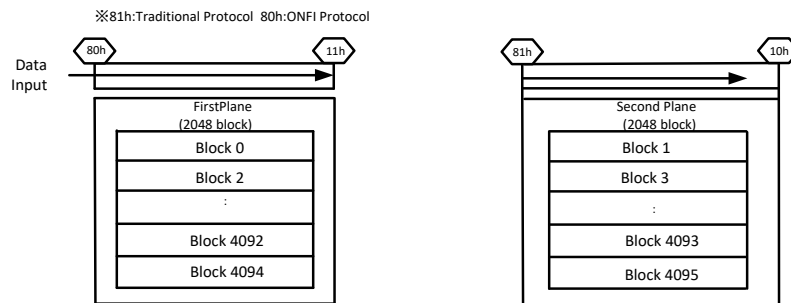 ※81h:Traditional Protocol 80h:ONFI Protocol
80h
11h
Data
Input
FirstPlane
(2048 block)
Block 0
Block 2
:
Block 4092
Block 4094
81h
10h
Second Plane
(2048 block)
Block 1
Block 3
:
Block 4093
Block 4095